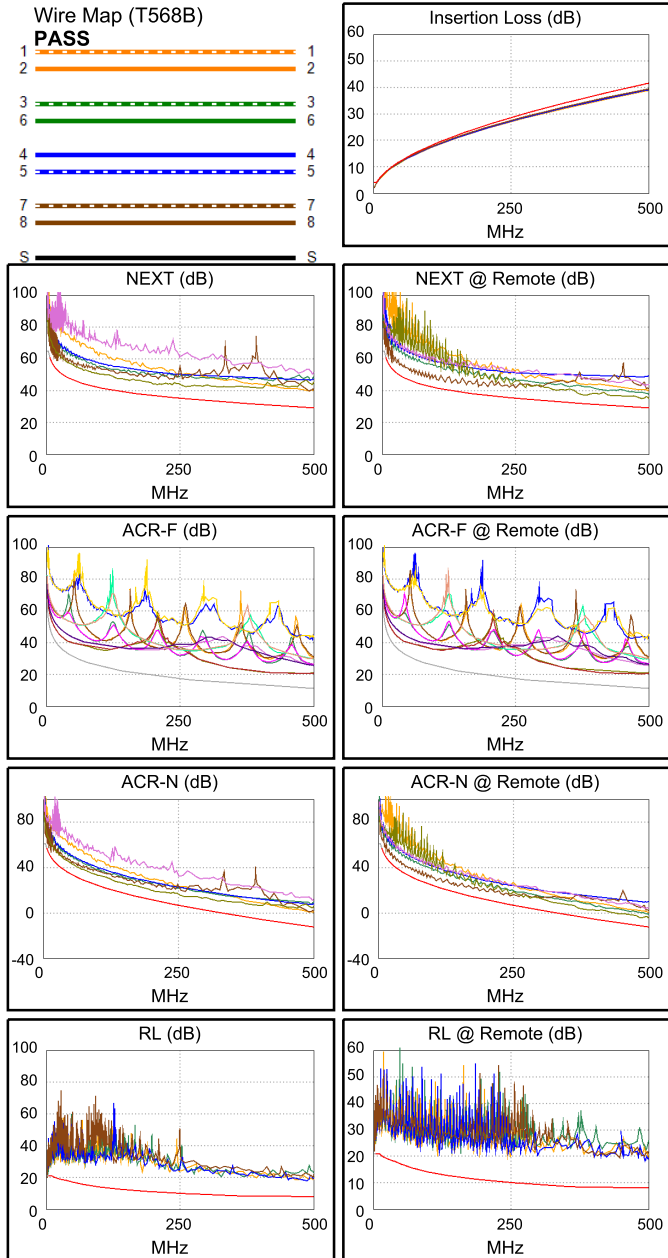 Wire Map (T568B)
PASS
1 1
2 2
3 3
6 6
4 4
5 5
7 7
8 8
S S
Insertion Loss (dB)
60
50
40
30
20
10
0
0 250 500
MHz
NEXT (dB)
100
80
60
40
20
0
0 250 500
MHz
NEXT @ Remote (dB)
100
80
60
40
20
0
0 250 500
MHz
ACR-F (dB)
100
80
60
40
20
0
0 250 500
MHz
ACR-F @ Remote (dB)
100
80
60
40
20
0
0 250 500
MHz
ACR-N (dB)
80
40
0
-40
0 250 500
MHz
ACR-N @ Remote (dB)
80
40
0
-40
0 250 500
MHz
RL (dB)
100
80
60
40
20
0
0 250 500
MHz
RL @ Remote (dB)
60
50
40
30
20
10
0
0 250 500
MHz